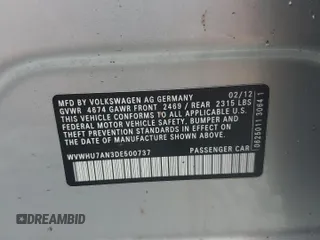 MFD BY VOLKSWAGEN AG GERMANY 02/12
GVWR 4674 GAWR FRONT 2469 / REAR 2315 LBS
THIS VEHICLE CONFORMS TO ALL APPLICABLE U.S.
FEDERAL MOTOR VEHICLE SAFETY, BUMPER, AND
THEFT PREVENTION STANDARDS IN EFFECT ON THE
DATE OF MANUFACTURE SHOWN ABOVE.
WVWHU7AN3DE500737 PASSENGER CAR
DREAMBID